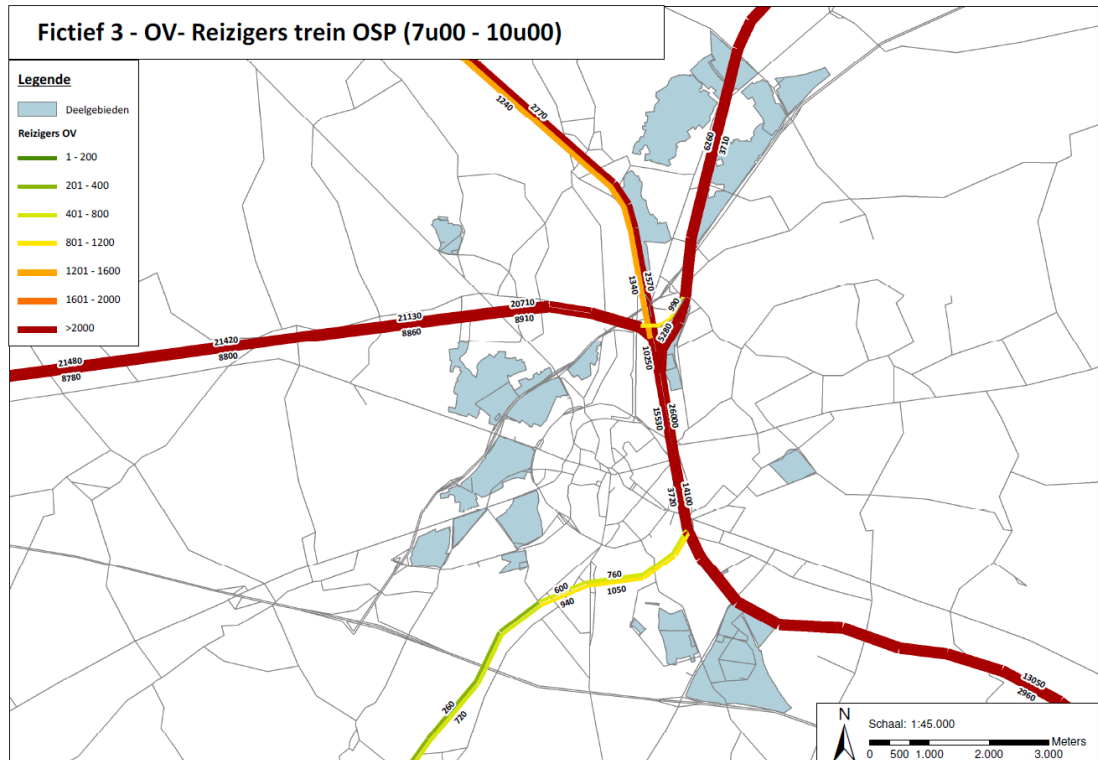 Fictief 3 - OV- Reizigers trein OSP (7u00 - 10u00)
Legende
Deelgebieden
Reizigers OV
1 - 200
201 - 400
401 - 800
801 - 1200
1201 - 1600
1601 - 2000
>2000
1240
2770
6260
3710
1340
2570
990
5280
10250
20710
8910
21130
8860
21420
8800
21480
8780
26000
15530
14100
3720
760
1050
600
940
260
720
13050
2960
N
Schaal: 1:45.000
Meters
0 500 1.000 2.000 3.000